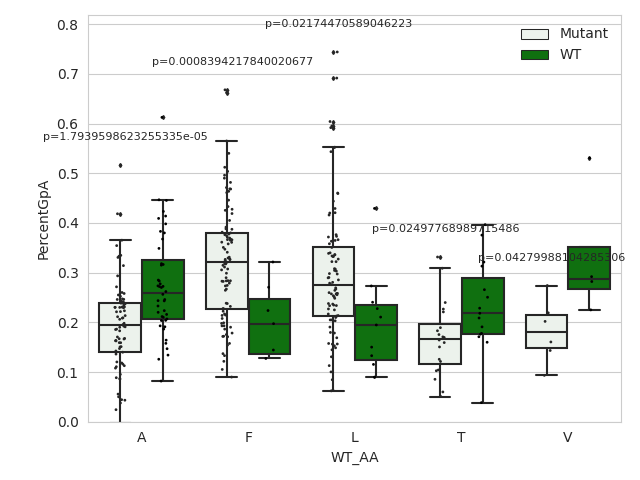 p=0.02174470589046223
Mutant
WT
p=0.0008394217840020677
p=1.7939598623255335e-05
p=0.02497768989715486
p=0.04279988104285306
PercentGpA
0.8
0.7
0.6
0.5
0.4
0.3
0.2
0.1
0.0
A F L T V
WT_AA